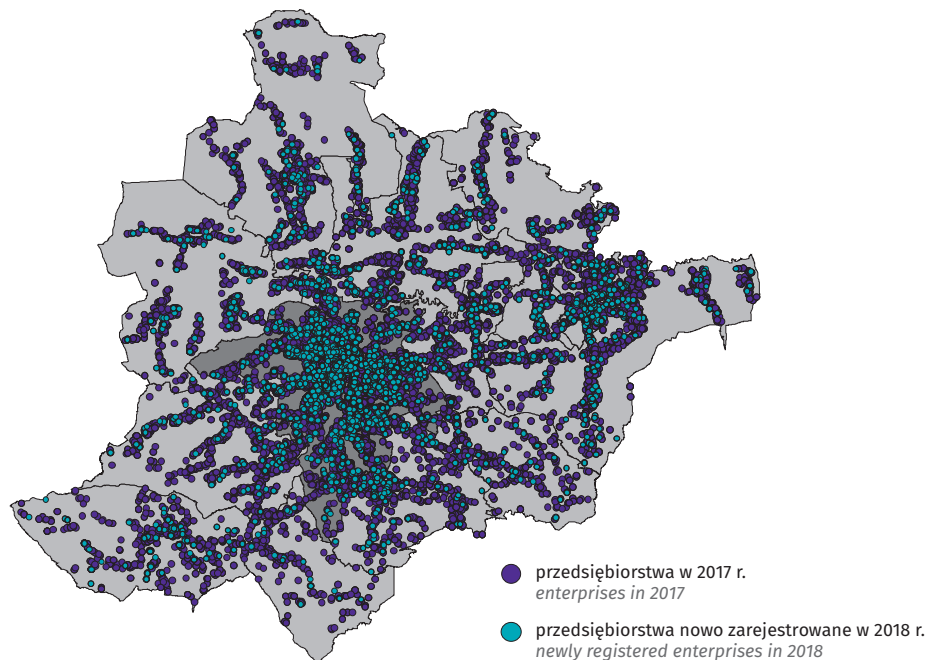 przedsiębiorstwa w 2017 r.
enterprises in 2017
przedsiębiorstwa nowo zarejestrowane w 2018 r.
newly registered enterprises in 2018